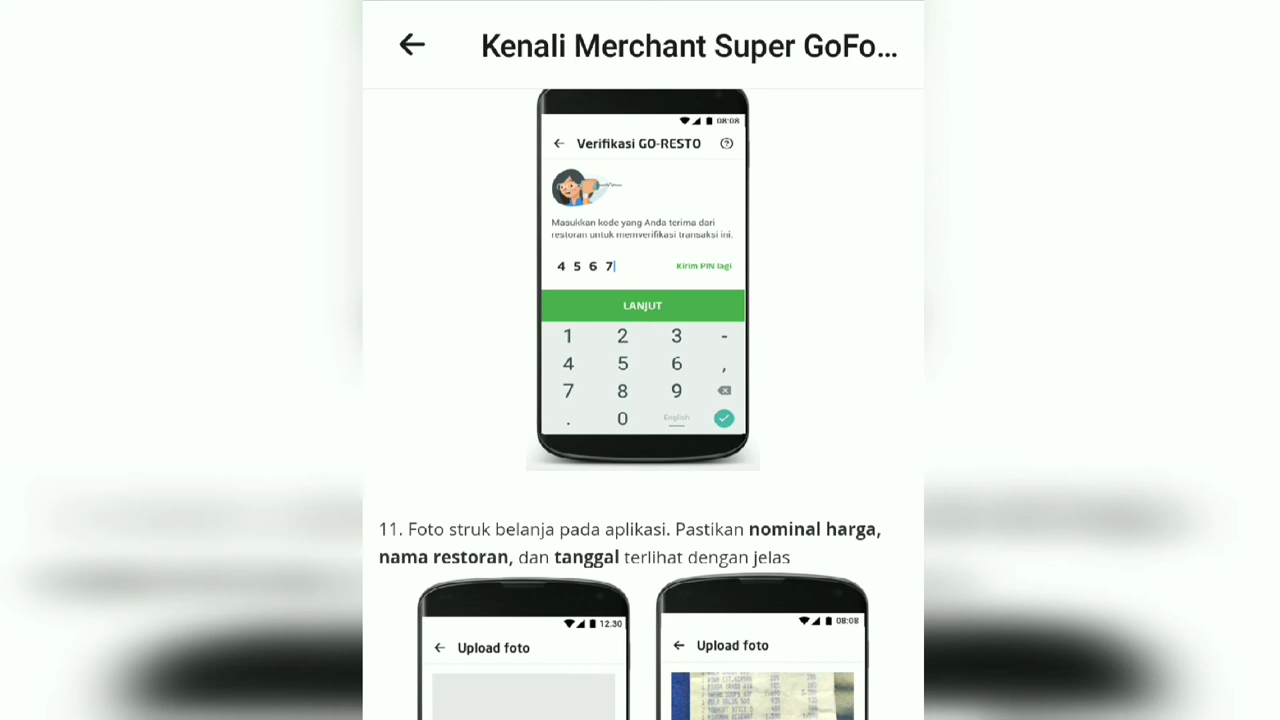 Kenali Merchant Super GoFo...
08:08
Verifikasi GO-RESTO
Masukkan kode yang Anda terima dari
restoran untuk memverifikasi transaksi ini.
4 5 6 7
Kirim PIN lagi
LANJUT
1 2 3 -
4 5 6 ,
7 8 9
. 0 English
11. Foto struk belanja pada aplikasi. Pastikan nominal harga,
nama restoran, dan tanggal terlihat dengan jelas
12.30
Upload foto
08:08
Upload foto